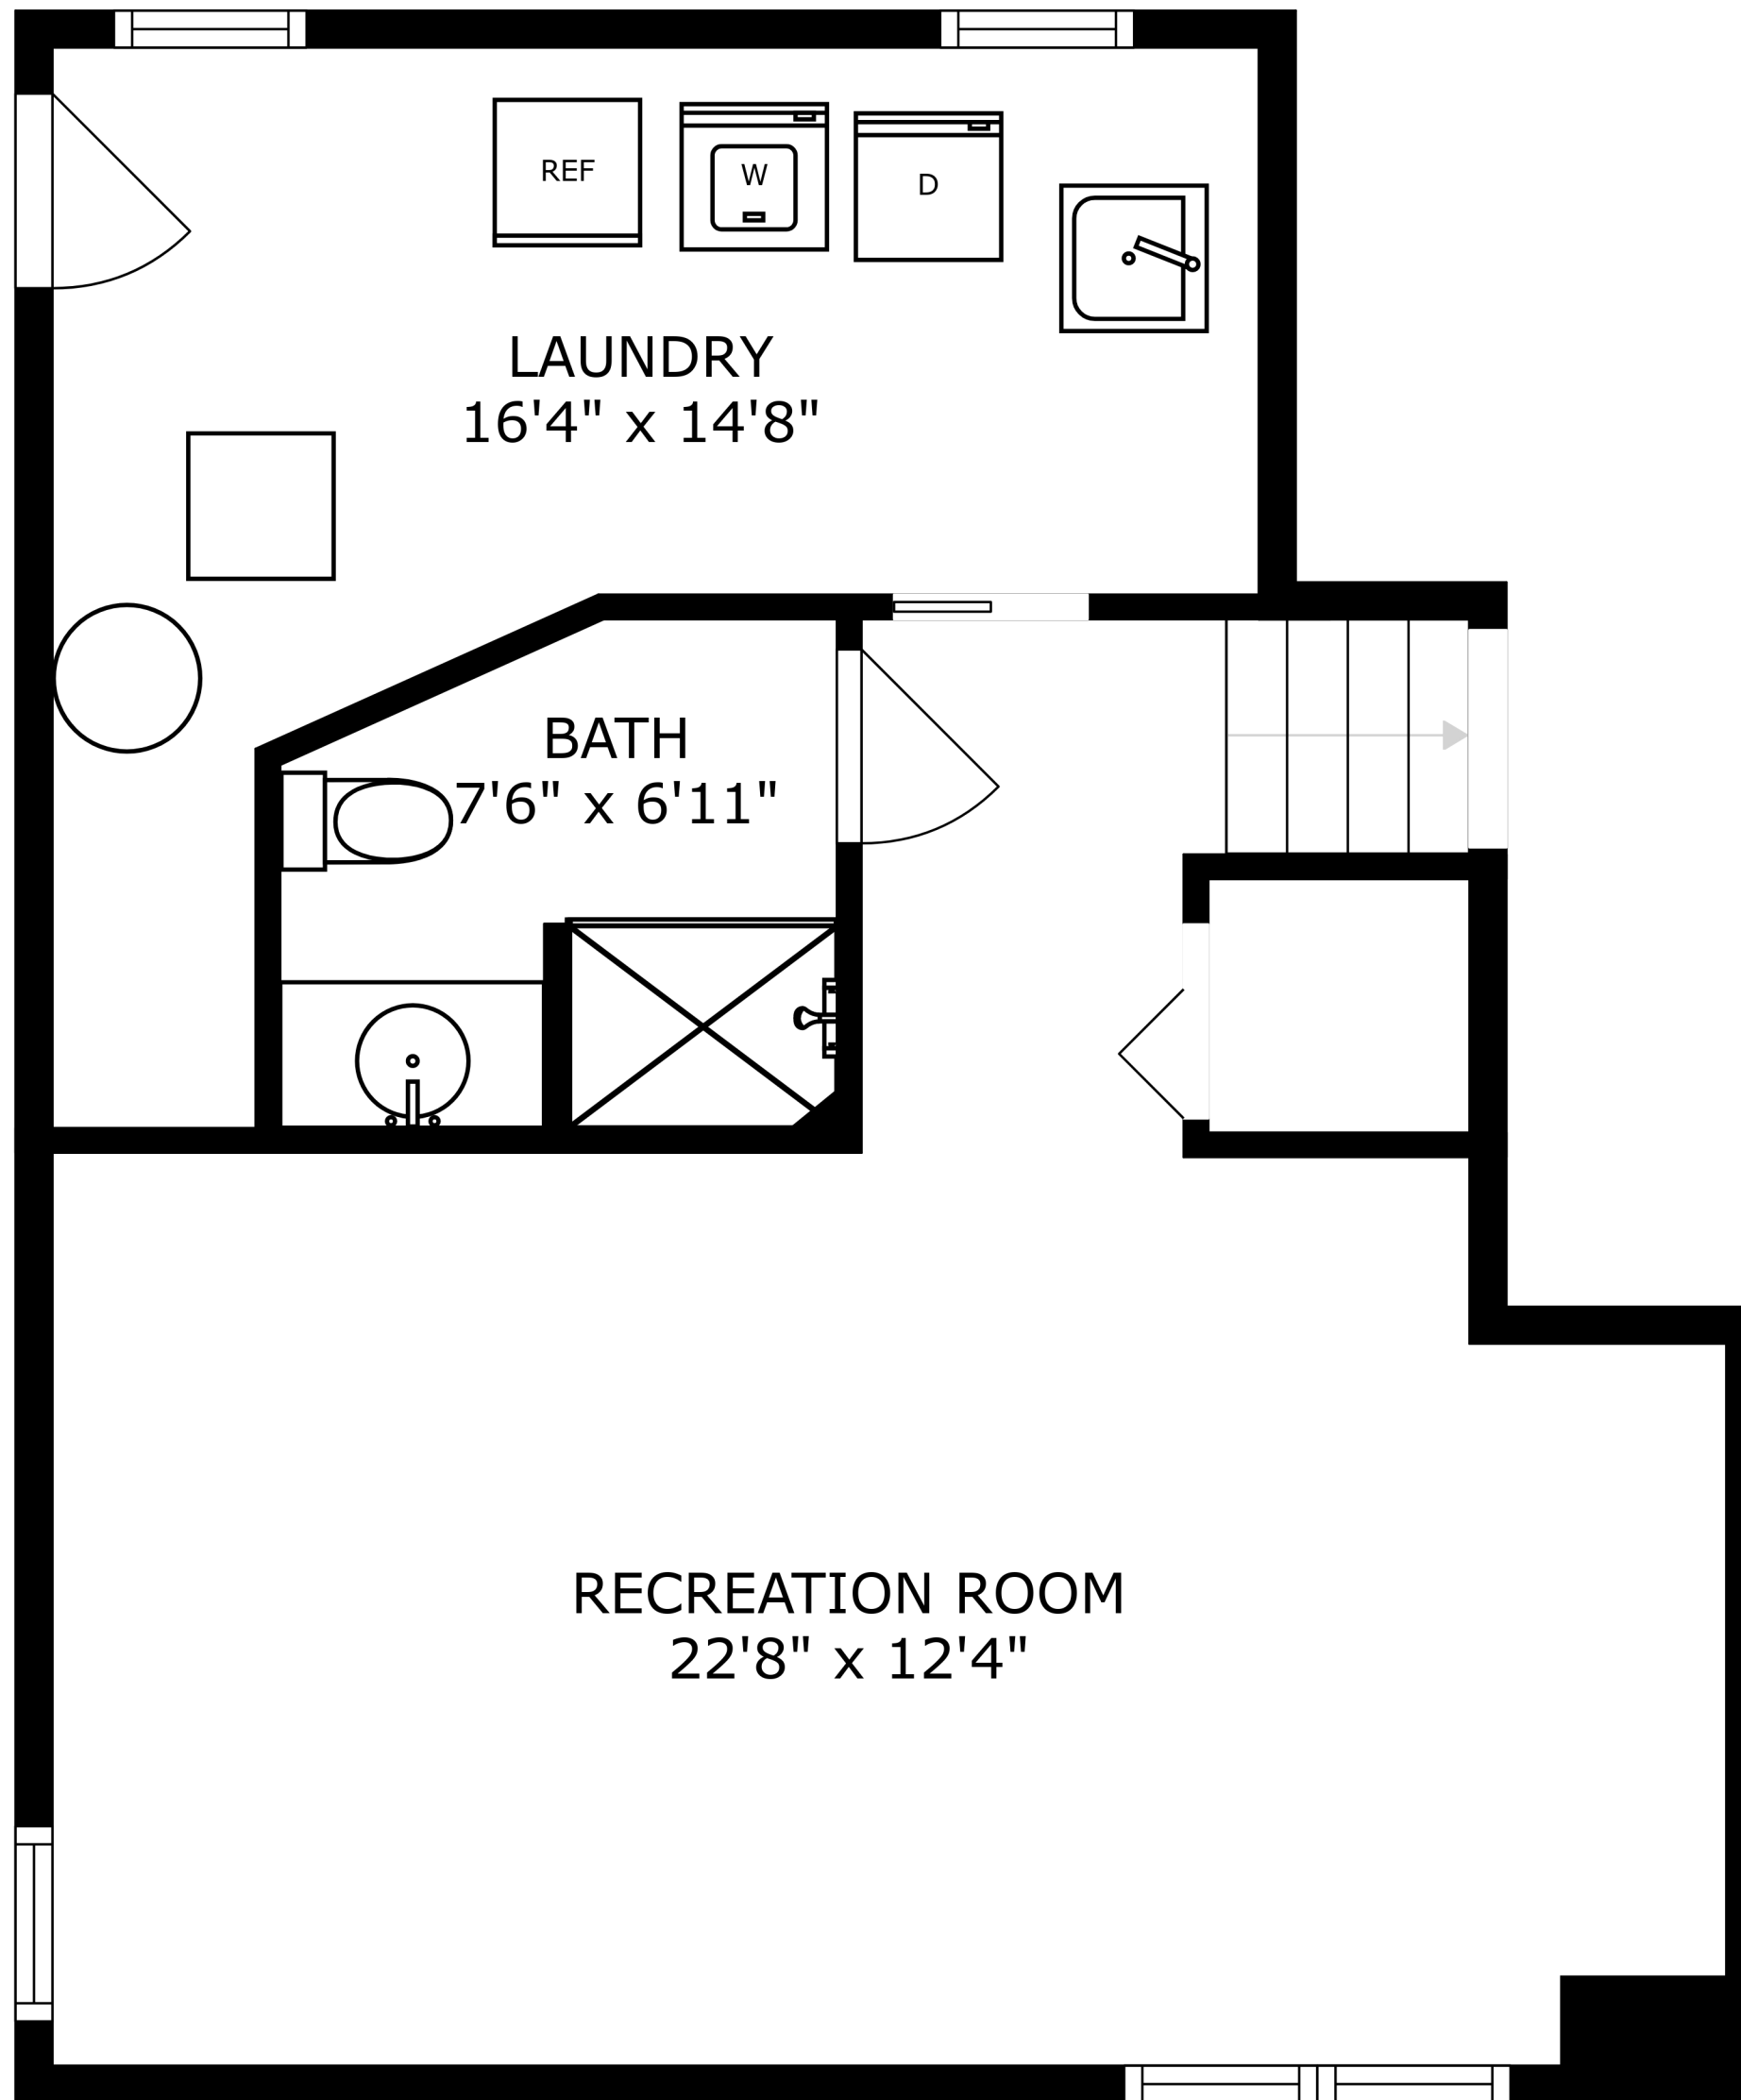 REF
W
D
LAUNDRY
16'4" x 14'8"
BATH
7'6" x 6'11"
RECREATION ROOM
22'8" x 12'4"